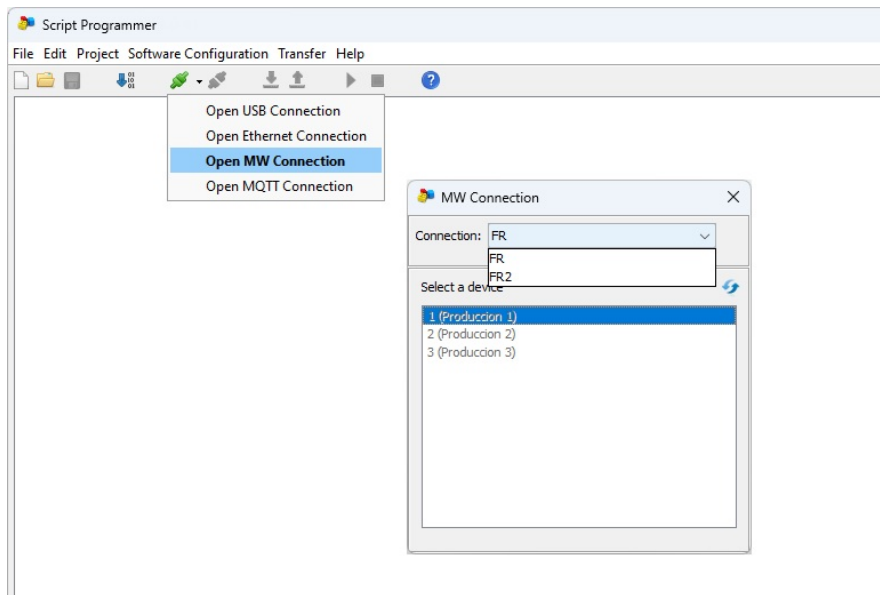 Script Programmer
File Edit Project Software Configuration Transfer Help
Open USB Connection
Open Ethernet Connection
Open MW Connection
Open MQTT Connection
MW Connection
Connection: FR
FR
FR2
Select a device
1 (Produccion 1)
2 (Produccion 2)
3 (Produccion 3)